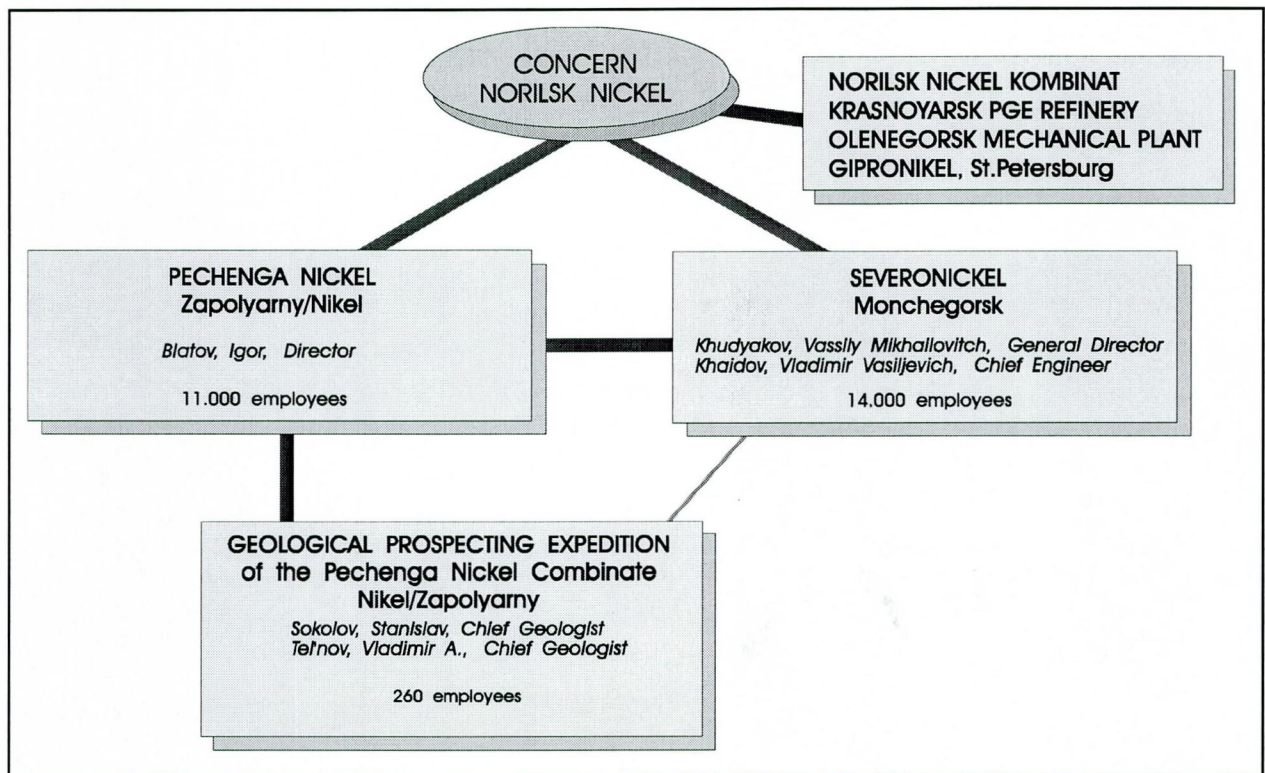 CONCERN
NORILSK NICKEL
NORILSK NICKEL KOMBINAT
KRASNOYARSK PGE REFINERY
OLENEGORSK MECHANICAL PLANT
GIPRONIKEL, St.Petersburg
PECHENGA NICKEL
Zapolyarny/Nikel
Blatov, Igor, Director
11.000 employees
SEVERONICKEL
Monchegorsk
Khudyakov, Vassily Mikhailovitch, General Director
Khaidov, Vladimir Vasiljevich, Chief Engineer
14.000 employees
GEOLOGICAL PROSPECTING EXPEDITION
of the Pechenga Nickel Combinate
Nikel/Zapolyarny
Sokolov, Stanislav, Chief Geologist
Tel'nov, Vladimir A., Chief Geologist
260 employees